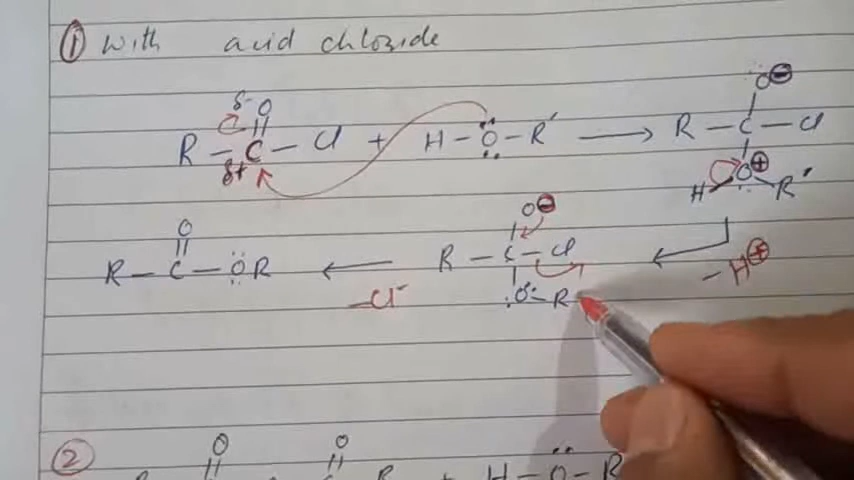 ① With acid chloride
δ- O O⊖
R – C – Cl + H – O – R' → R – C – Cl
δ+ H O⊕ R'
O O⊖
R – C – OR ← R – C – Cl – H⊕
–Cl⁻
O – R
② O O
R + H – O – R